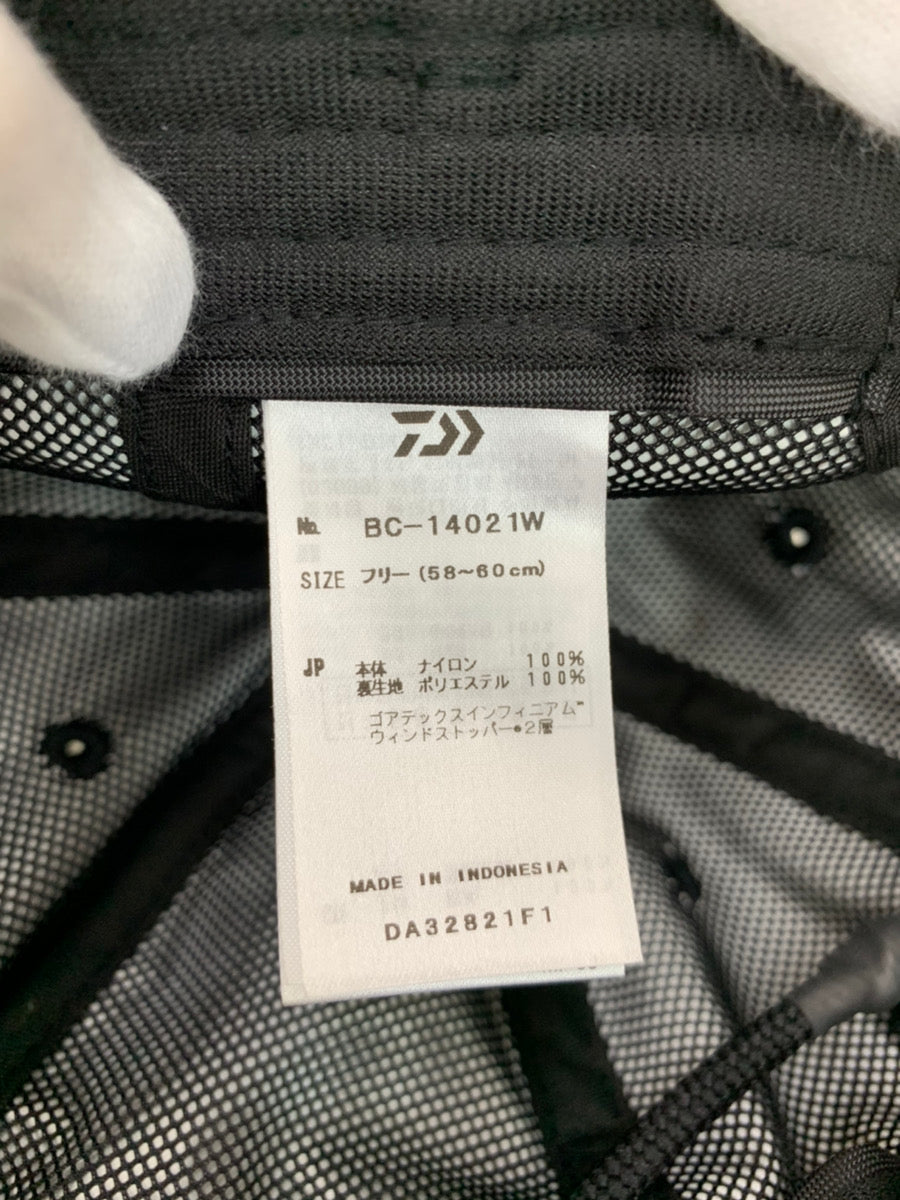 No. BC-14021W
SIZE フリー (58~60cm)
JP 本体 ナイロン 100%
裏生地 ポリエステル 100%
ゴアテックスインフィニアム™
ウィンドストッパー®2層
MADE IN INDONESIA
DA32821F1